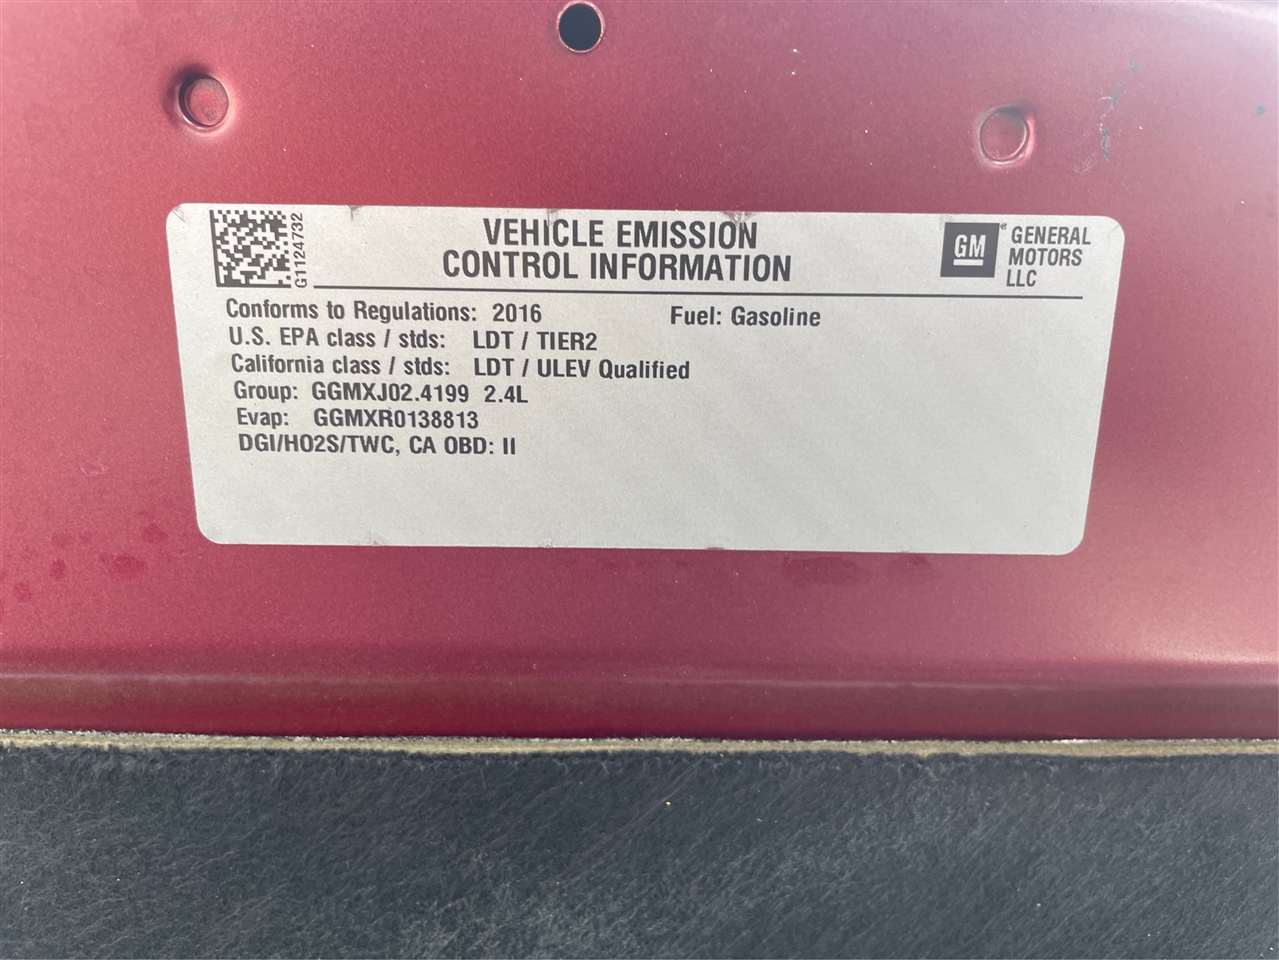 G1124732
VEHICLE EMISSION
CONTROL INFORMATION
GM
GENERAL
MOTORS
LLC
Conforms to Regulations: 2016 Fuel: Gasoline
U.S. EPA class / stds: LDT / TIER2
California class / stds: LDT / ULEV Qualified
Group: GGMXJ02.4199 2.4L
Evap: GGMXR0138813
DGI/HO2S/TWC, CA OBD: II